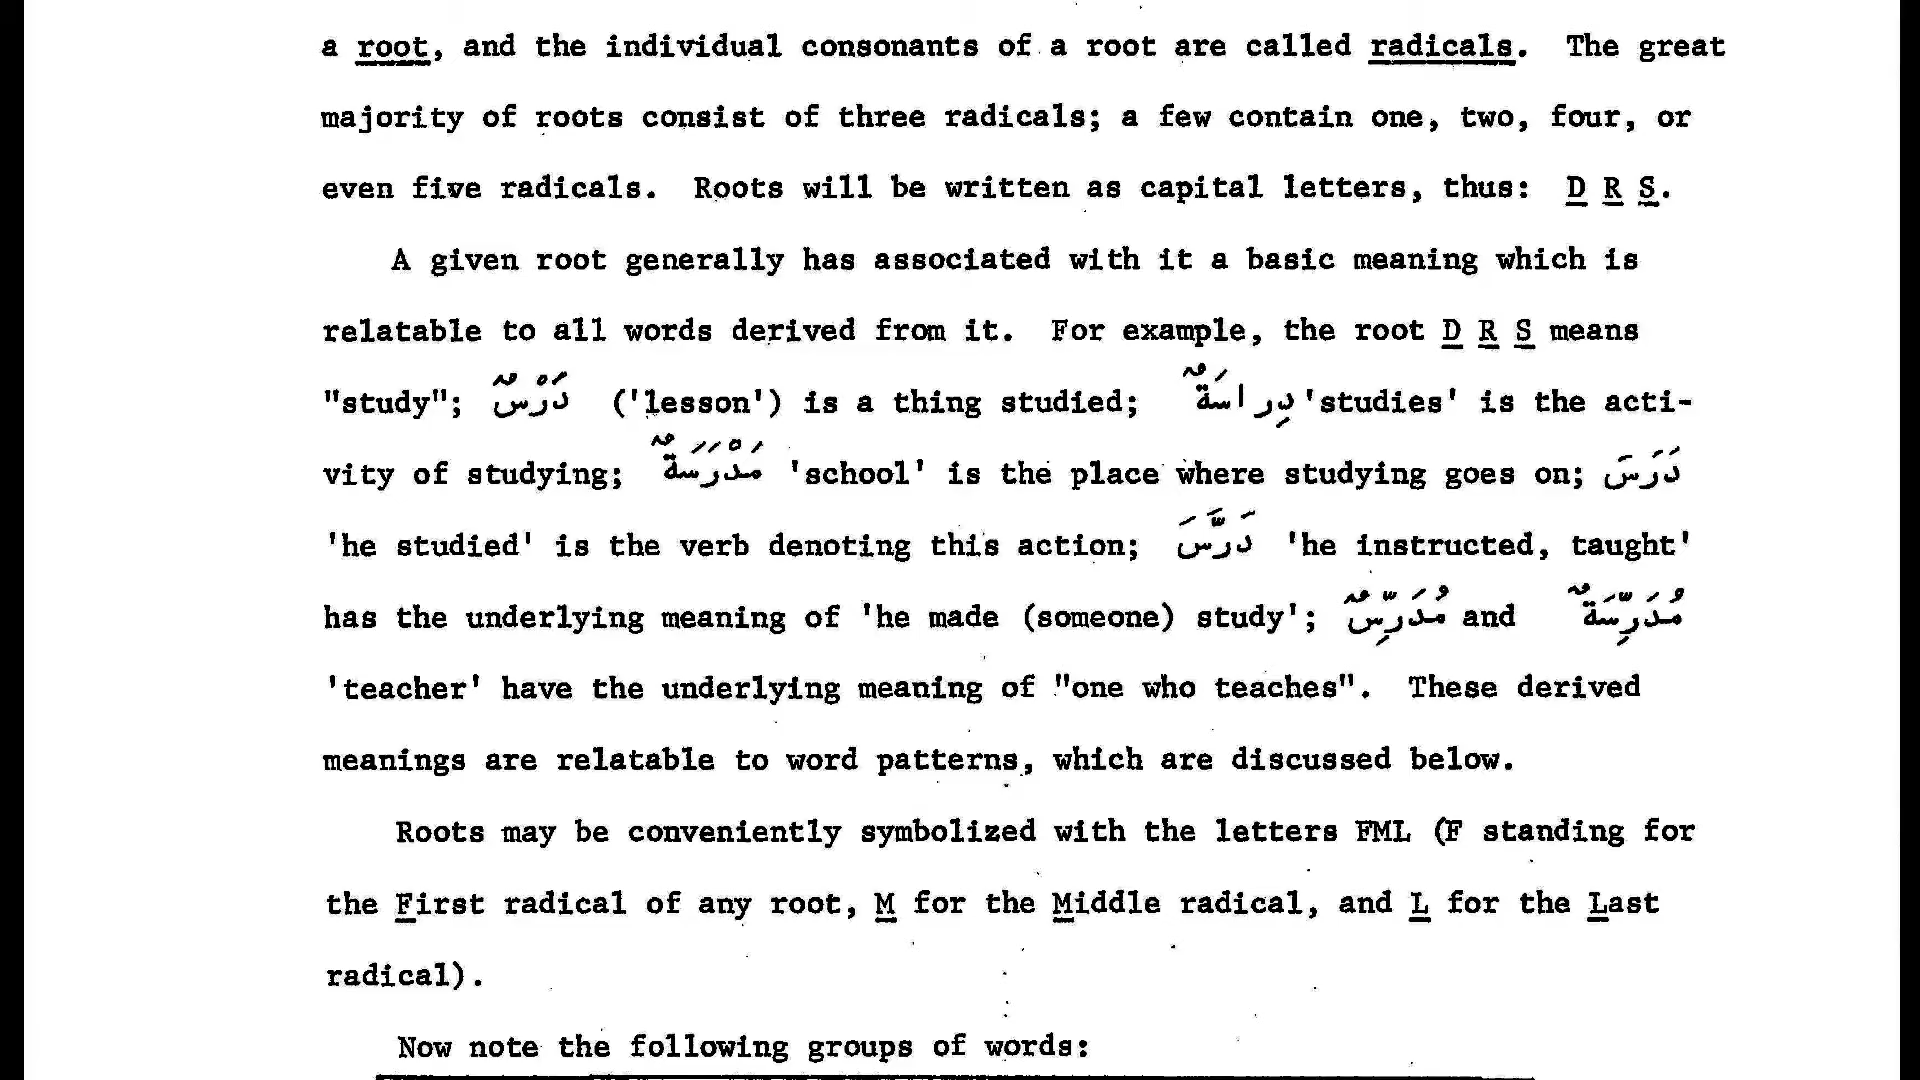 a root, and the individual consonants of a root are called radicals. The great
majority of roots consist of three radicals; a few contain one, two, four, or
even five radicals. Roots will be written as capital letters, thus: D R S.
A given root generally has associated with it a basic meaning which is
relatable to all words derived from it. For example, the root D R S means
"study"; دَرْسٌ ('lesson') is a thing studied; دِراسَةٌ 'studies' is the acti-
vity of studying; مَدْرَسَةٌ 'school' is the place where studying goes on; دَرَسَ
'he studied' is the verb denoting this action; دَرَّسَ 'he instructed, taught'
has the underlying meaning of 'he made (someone) study'; مُدَرِّسٌ and مُدَرِّسَةٌ
'teacher' have the underlying meaning of "one who teaches". These derived
meanings are relatable to word patterns, which are discussed below.
Roots may be conveniently symbolized with the letters FML (F standing for
the First radical of any root, M for the Middle radical, and L for the Last
radical).
Now note the following groups of words: